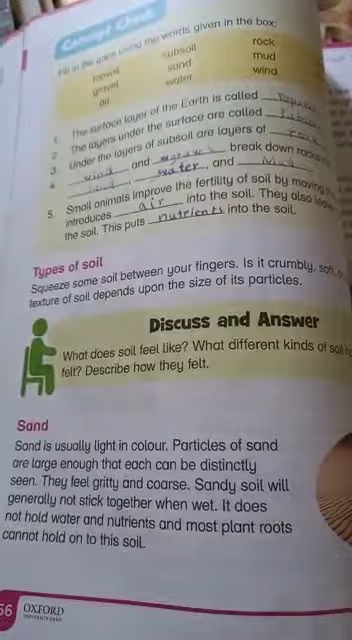 Concept Check
Fill in the gaps using the words given in the box:
topsoil subsoil rock
gravel sand mud
air water wind
1. The surface layer of the Earth is called
2. The layers under the surface are called
3. Under the layers of subsoil are layers of rock
4. wind and water break down rocks
, and
5. Small animals improve the fertility of soil by moving
introduces air into the soil. They also
the soil. This puts nutrients into the soil.
Types of soil
Squeeze some soil between your fingers. Is it crumbly, soft,
texture of soil depends upon the size of its particles.
Discuss and Answer
What does soil feel like? What different kinds of soil
felt? Describe how they felt.
Sand
Sand is usually light in colour. Particles of sand
are large enough that each can be distinctly
seen. They feel gritty and coarse. Sandy soil will
generally not stick together when wet. It does
not hold water and nutrients and most plant roots
cannot hold on to this soil.
56 OXFORD
UNIVERSITY PRESS